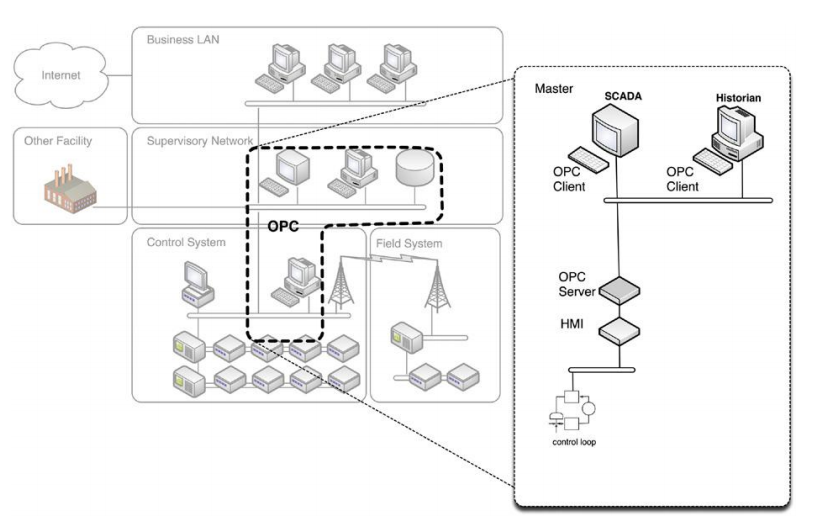 Business LAN
Internet
Other Facility
Supervisory Network
OPC
Control System
Field System
Master
SCADA
Historian
OPC
Client
OPC
Client
OPC
Server
HMI
control loop